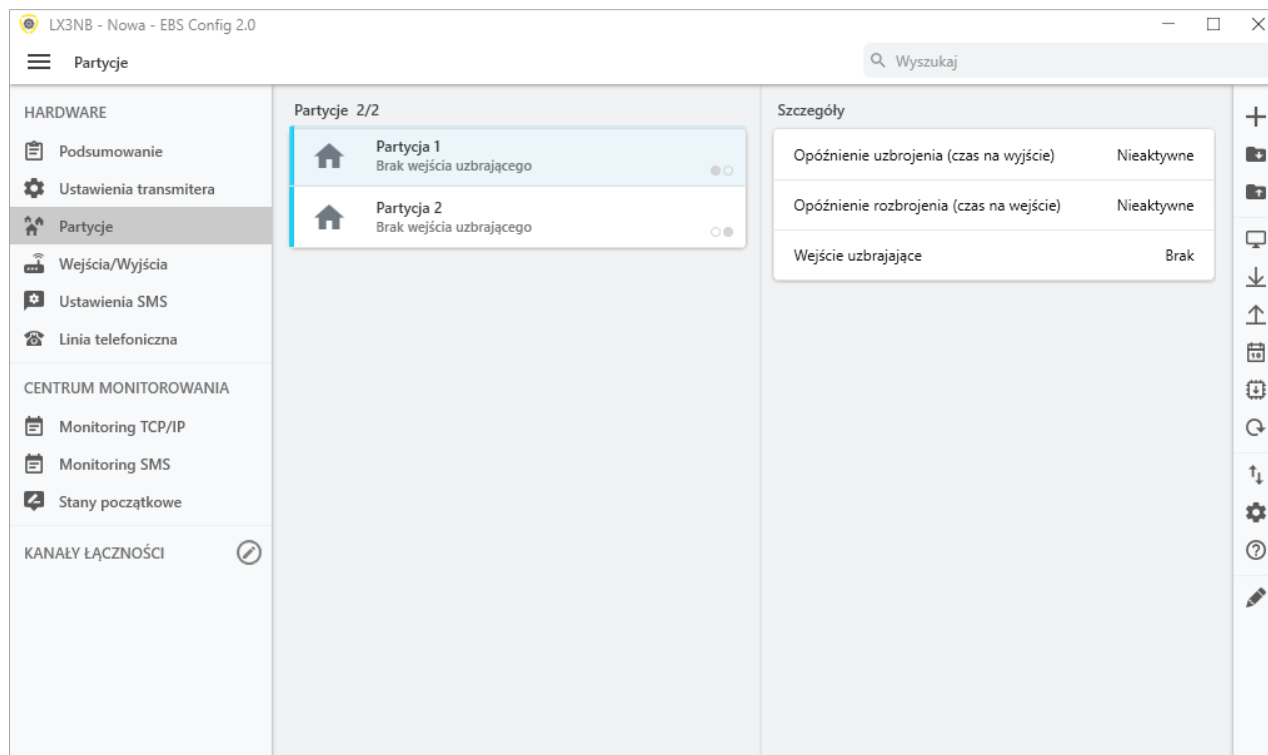 LX3NB - Nowa - EBS Config 2.0
Partycje
Wyszukaj
HARDWARE
Podsumowanie
Ustawienia transmitera
Partycje
Wejścia/Wyjścia
Ustawienia SMS
Linia telefoniczna
CENTRUM MONITOROWANIA
Monitoring TCP/IP
Monitoring SMS
Stany początkowe
KANAŁY ŁĄCZNOŚCI
Partycje 2/2
Partycja 1
Brak wejścia uzbrającego
Partycja 2
Brak wejścia uzbrającego
Szczegóły
Opóźnienie uzbrojenia (czas na wyjście) Nieaktywne
Opóźnienie rozbrojenia (czas na wejście) Nieaktywne
Wejście uzbrajające Brak